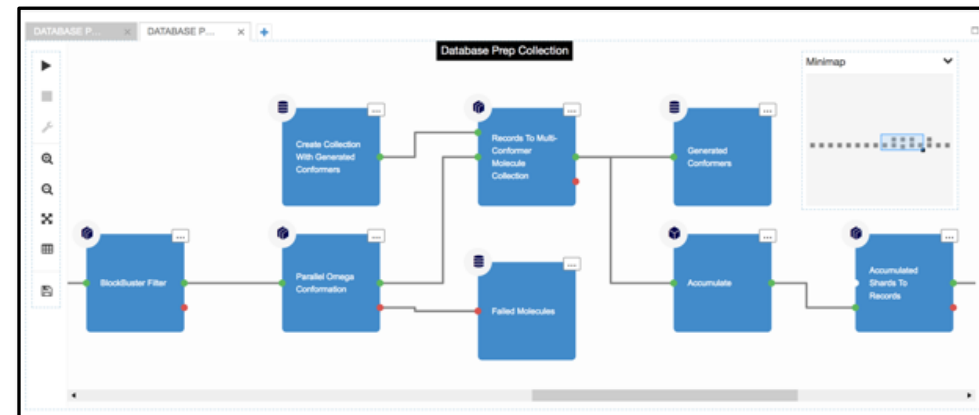 DATABASE P...
DATABASE P...
Database Prep Collection
Minimap
Create Collection
With Generated
Conformers
Records To Multi-
Conformer
Molecule
Collection
Generated
Conformers
BlockBuster Filter
Parallel Omega
Conformation
Failed Molecules
Accumulate
Accumulated
Shards To
Records